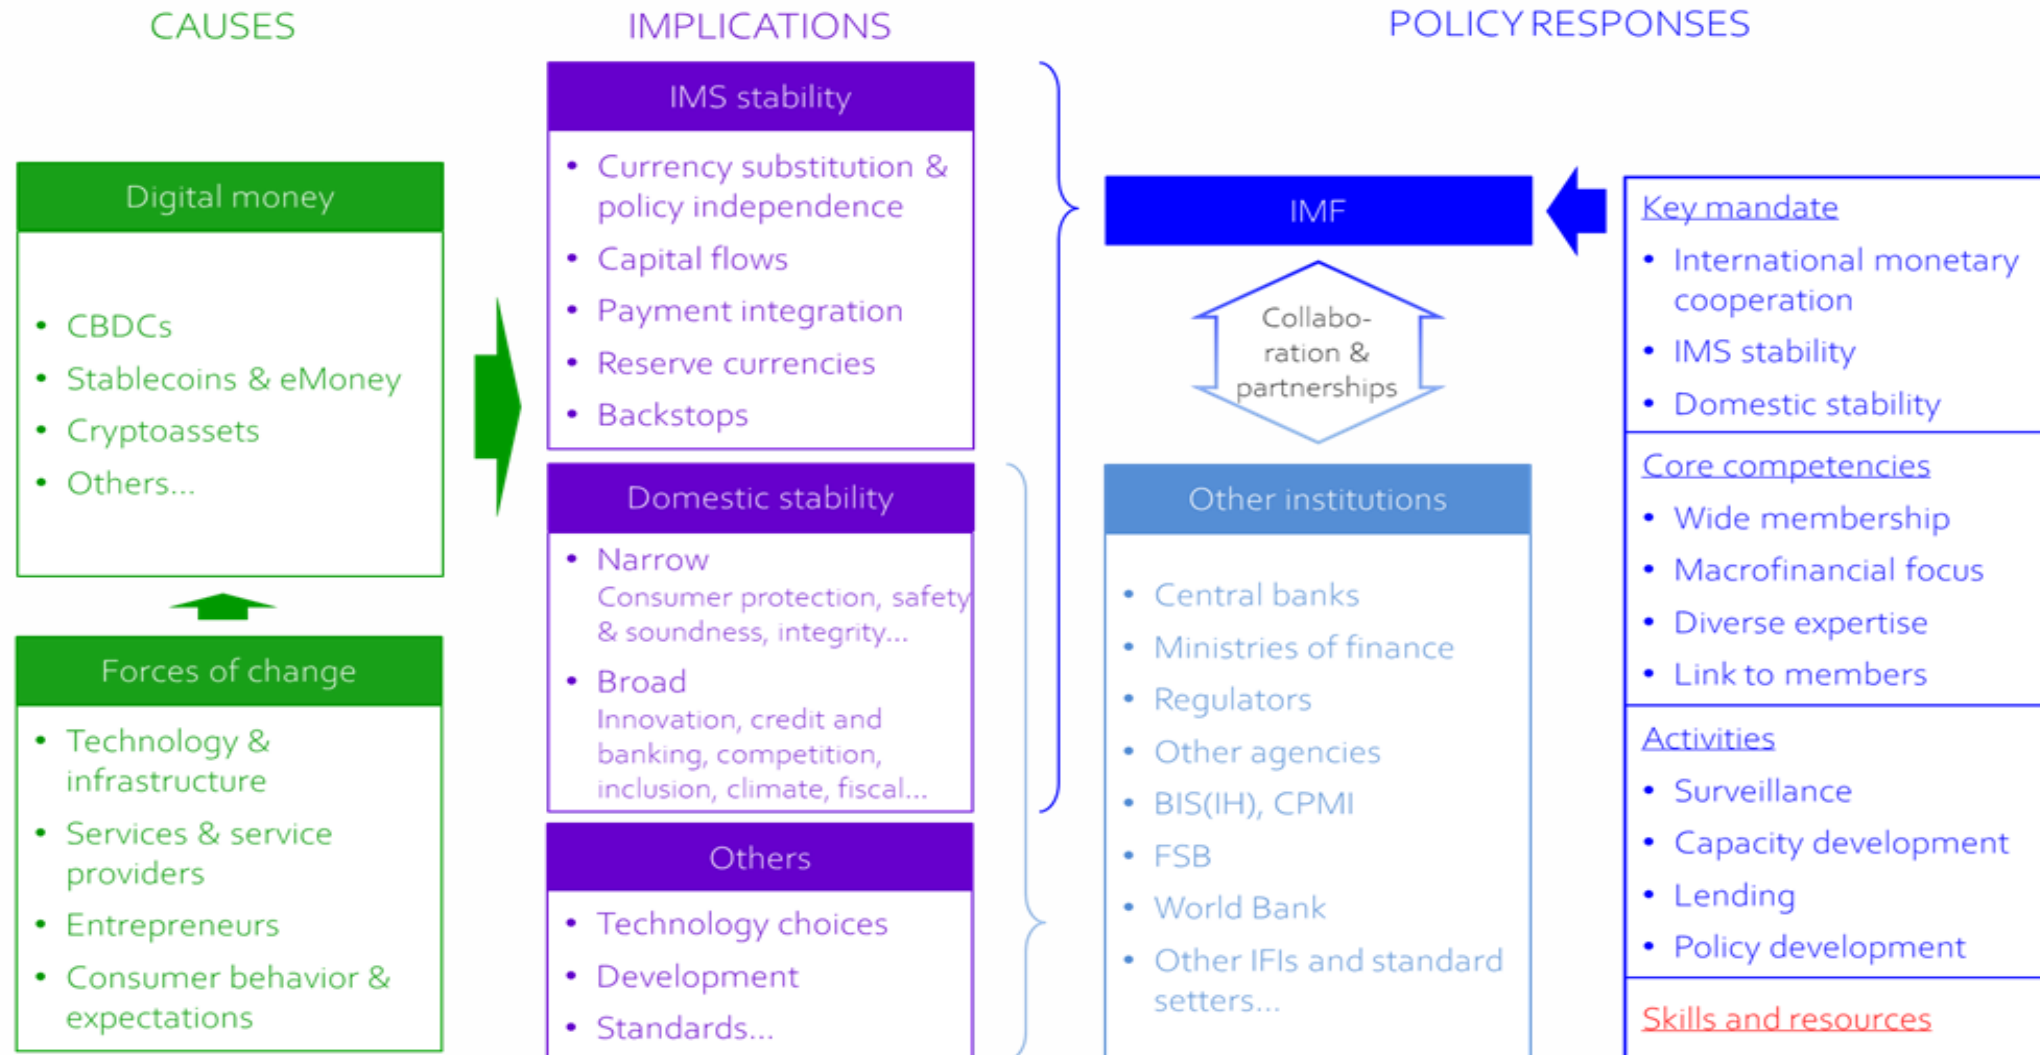 CAUSES
Digital money
• CBDCs
• Stablecoins & eMoney
• Cryptoassets
• Others...
Forces of change
• Technology &
infrastructure
• Services & service
providers
• Entrepreneurs
• Consumer behavior &
expectations
IMPLICATIONS
IMS stability
• Currency substitution &
policy independence
• Capital flows
• Payment integration
• Reserve currencies
• Backstops
Domestic stability
• Narrow
Consumer protection, safety
& soundness, integrity...
• Broad
Innovation, credit and
banking, competition,
inclusion, climate, fiscal...
Others
• Technology choices
• Development
• Standards...
POLICY RESPONSES
IMF
Collabo-
ration &
partnerships
Other institutions
• Central banks
• Ministries of finance
• Regulators
• Other agencies
• BIS(IH), CPMI
• FSB
• World Bank
• Other IFIs and standard
setters...
Key mandate
• International monetary
cooperation
• IMS stability
• Domestic stability
Core competencies
• Wide membership
• Macrofinancial focus
• Diverse expertise
• Link to members
Activities
• Surveillance
• Capacity development
• Lending
• Policy development
Skills and resources